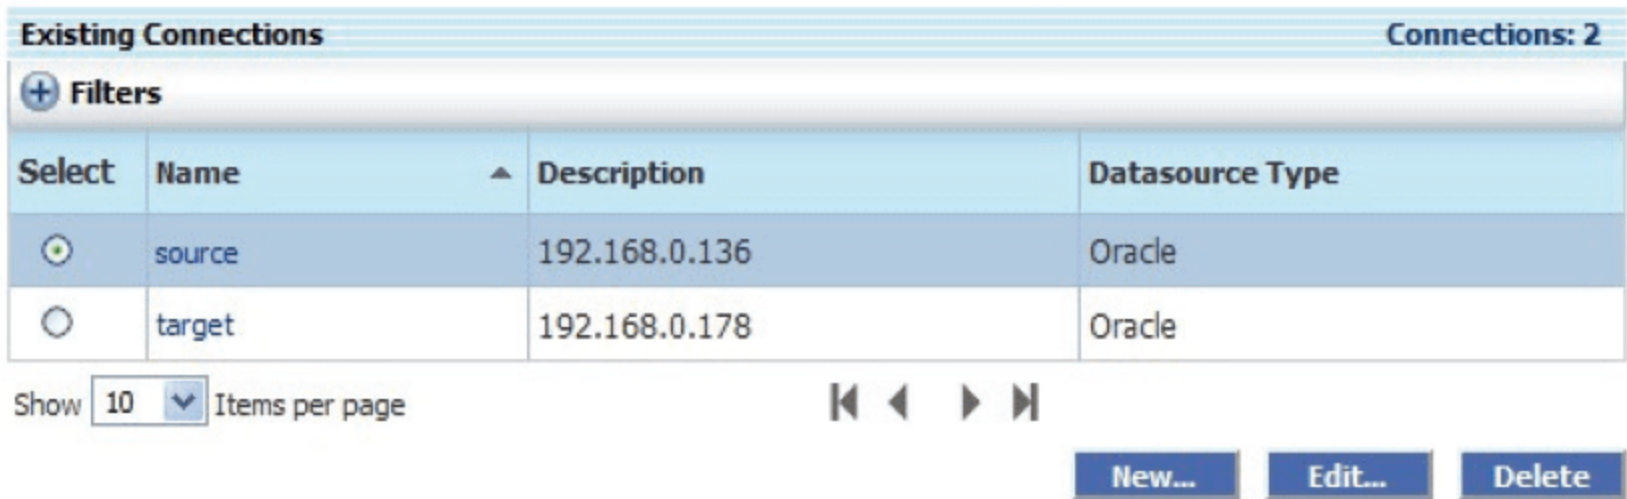 Existing Connections Connections: 2
Filters
Select Name Description Datasource Type
source 192.168.0.136 Oracle
target 192.168.0.178 Oracle
Show 10 Items per page
New... Edit... Delete